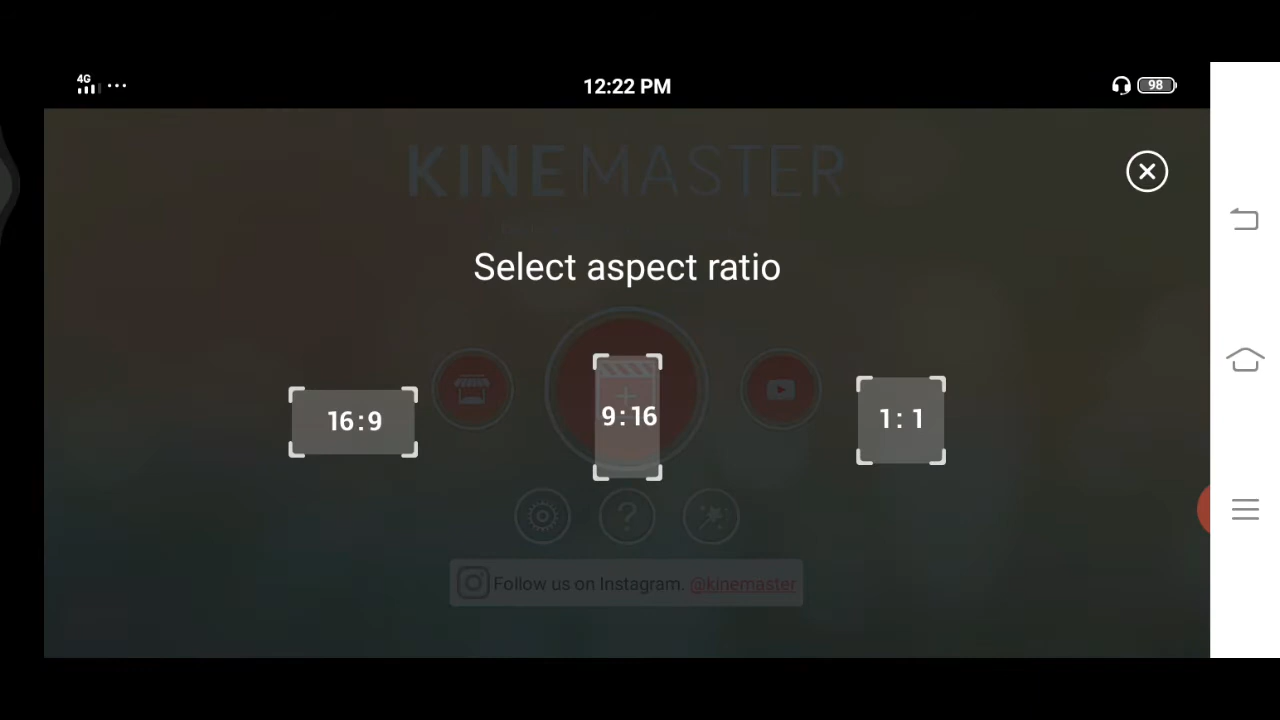 4G
12:22 PM
98
KINEMASTER
Select aspect ratio
16:9
9:16
1:1
?
Follow us on Instagram. @kinemaster